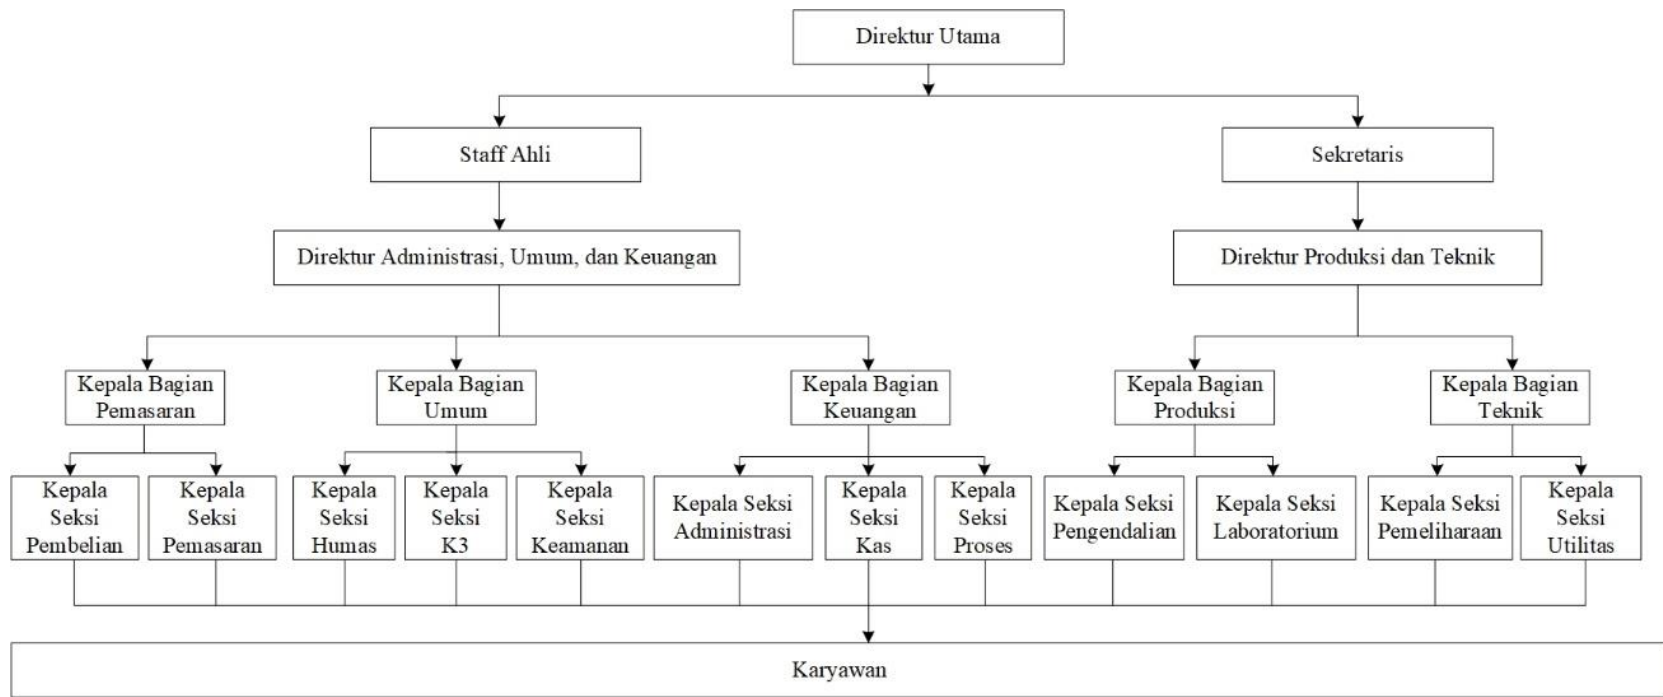 Direktur Utama
Staff Ahli
Sekretaris
Direktur Administrasi, Umum, dan Keuangan
Direktur Produksi dan Teknik
Kepala Bagian
Pemasaran
Kepala Bagian
Umum
Kepala Bagian
Keuangan
Kepala Bagian
Produksi
Kepala Bagian
Teknik
Kepala
Seksi
Pembelian
Kepala
Seksi
Pemasaran
Kepala
Seksi
Humas
Kepala
Seksi
K3
Kepala
Seksi
Keamanan
Kepala Seksi
Administrasi
Kepala
Seksi
Kas
Kepala
Seksi
Proses
Kepala Seksi
Pengendalian
Kepala Seksi
Laboratorium
Kepala Seksi
Pemeliharaan
Kepala
Seksi
Utilitas
Karyawan